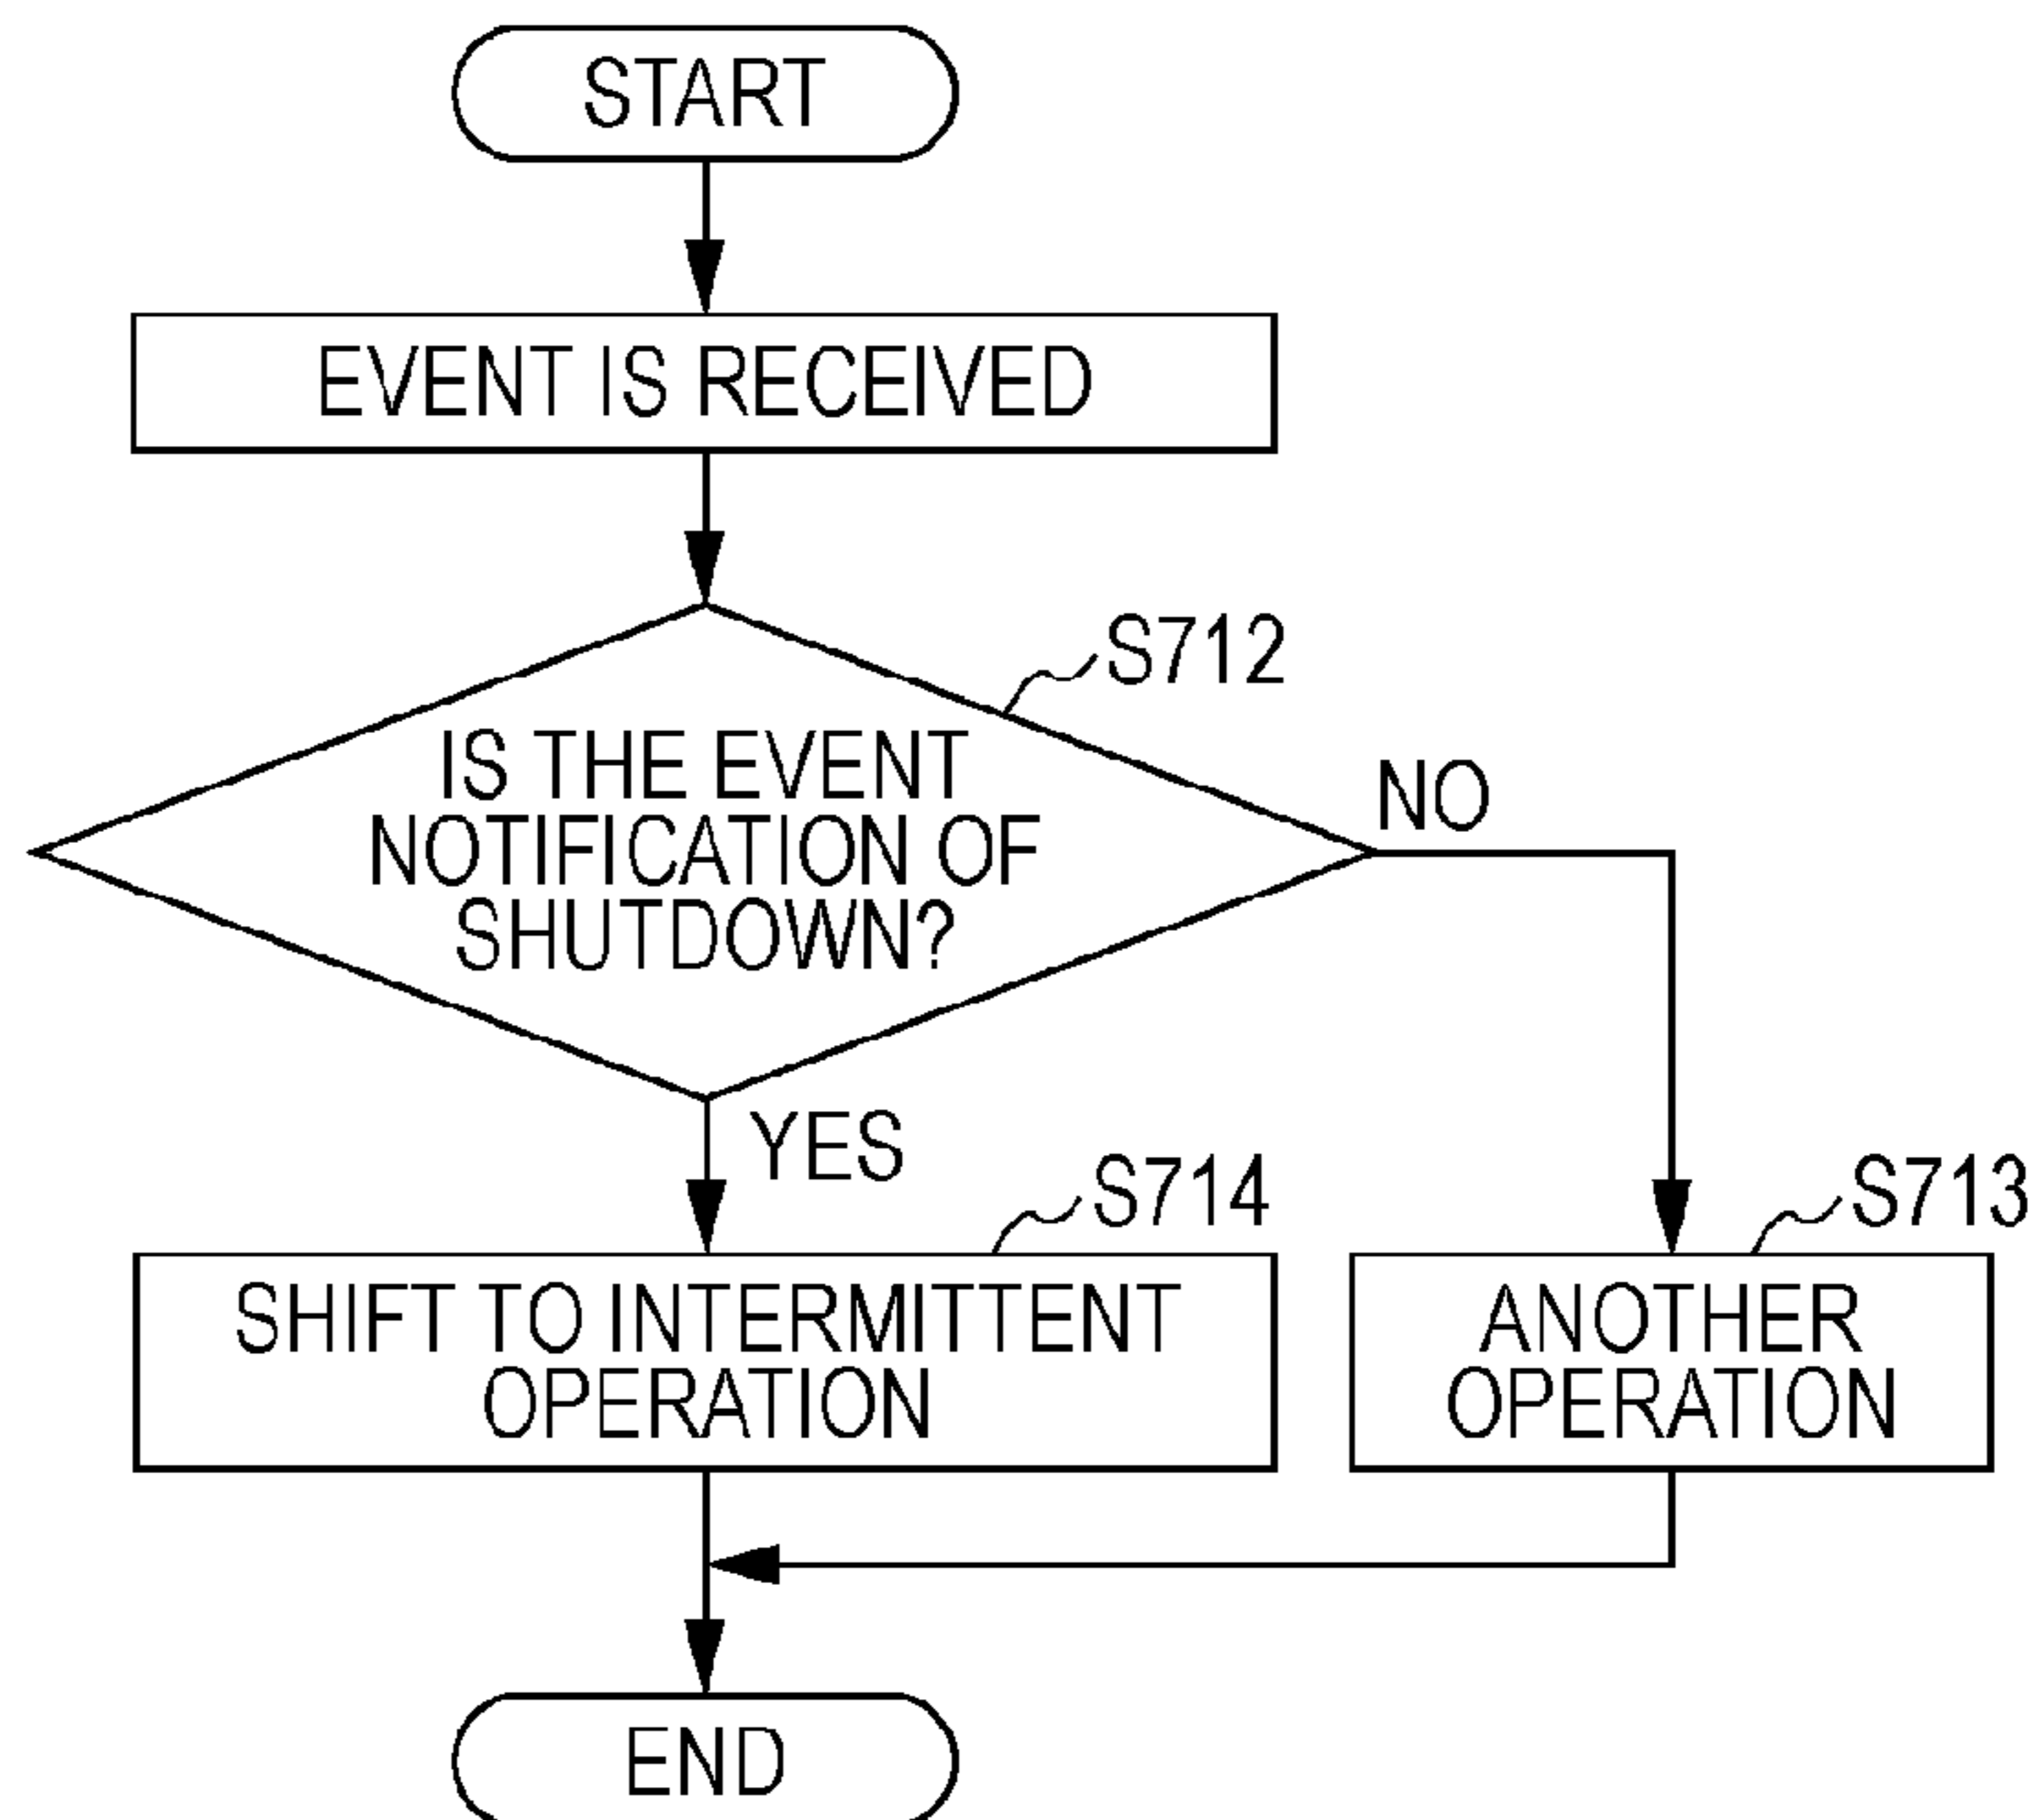 START
EVENT IS RECEIVED
S712
IS THE EVENT
NOTIFICATION OF
SHUTDOWN?
NO
YES
S714
SHIFT TO INTERMITTENT
OPERATION
S713
ANOTHER
OPERATION
END